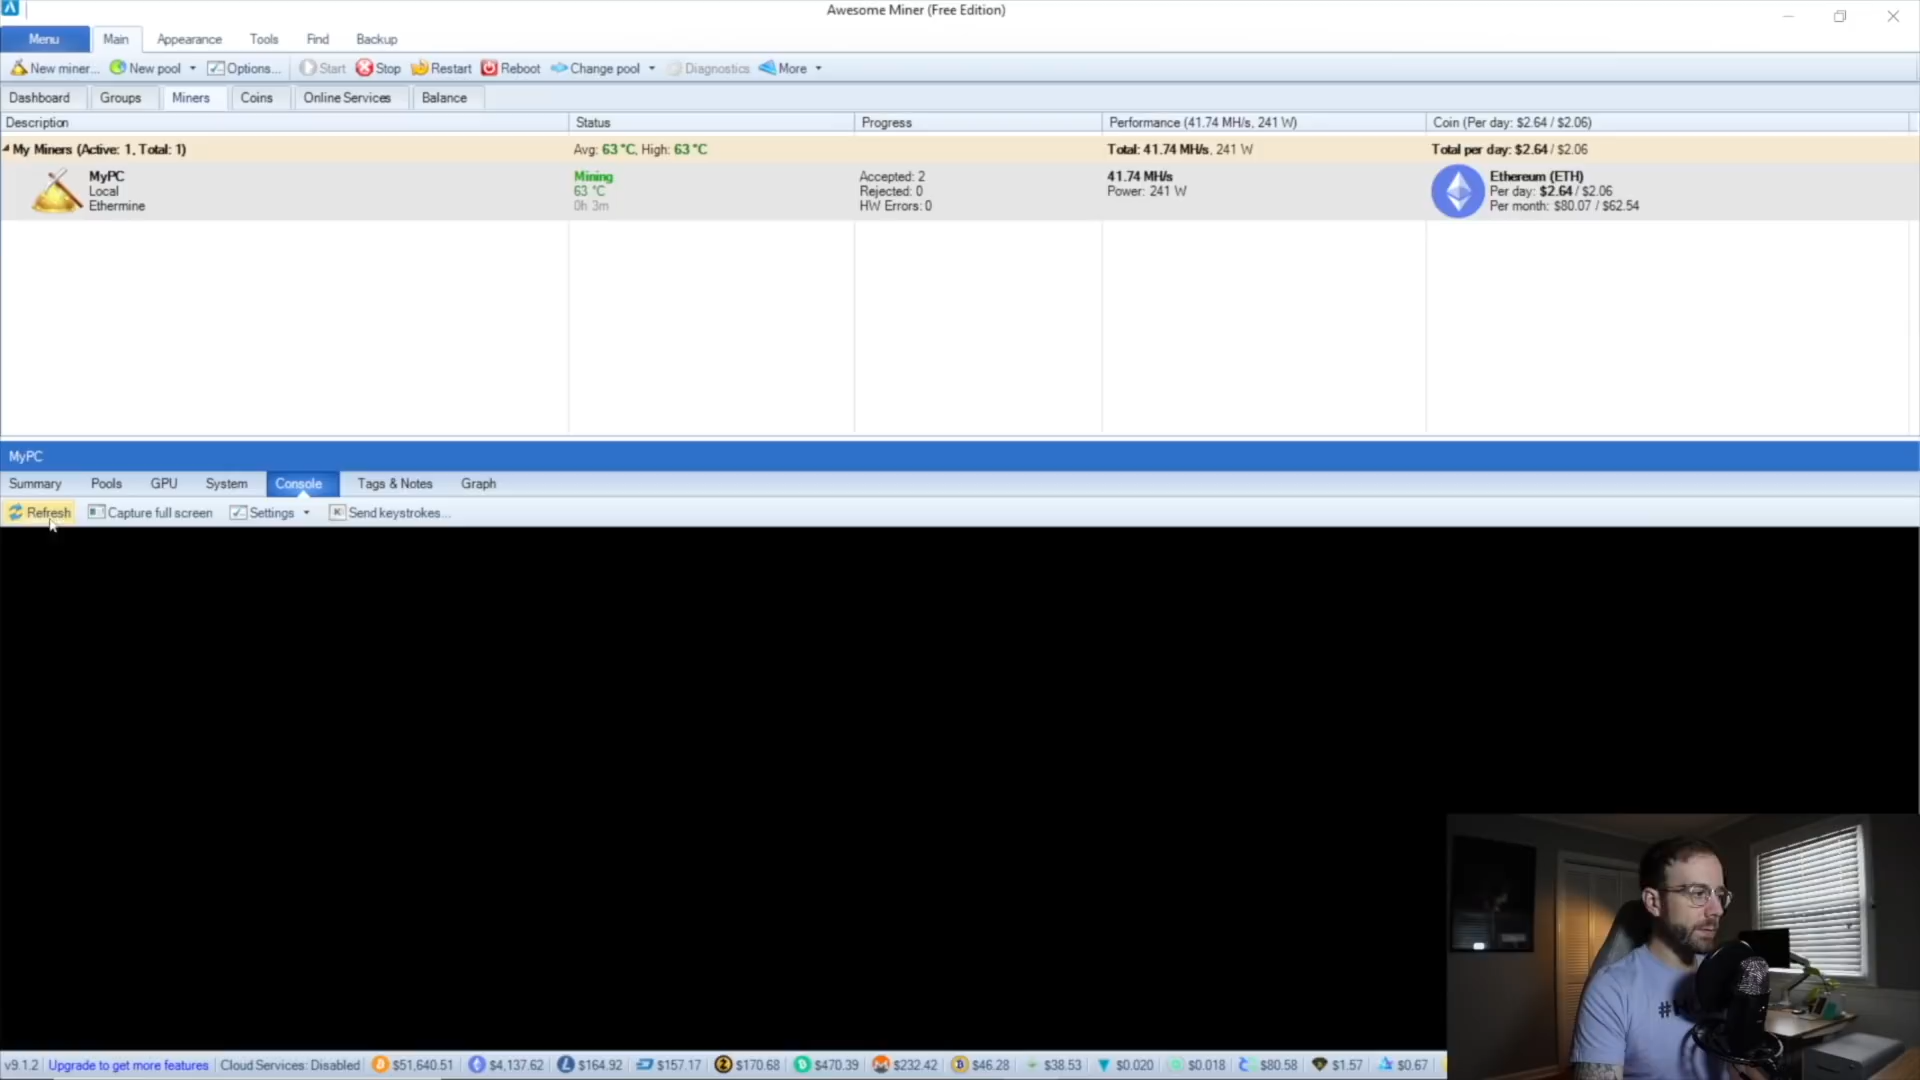 Awesome Miner (Free Edition)
Menu Main Appearance Tools Find Backup
New miner... New pool Options... Start Stop Restart Reboot Change pool Diagnostics More
Dashboard Groups Miners Coins Online Services Balance
Description Status Progress Performance (41.74 MH/s, 241 W) Coin (Per day: $2.64 / $2.06)
My Miners (Active: 1, Total: 1) Avg: 63 °C, High: 63 °C Total: 41.74 MH/s, 241 W Total per day: $2.64 / $2.06
MyPC Mining Accepted: 2 41.74 MH/s Ethereum (ETH)
Local 63 °C Rejected: 0 Power: 241 W Per day: $2.64 / $2.06
Ethermine 0h 3m HW Errors: 0 Per month: $80.07 / $62.54
MyPC
Summary Pools GPU System Console Tags & Notes Graph
Refresh Capture full screen Settings Send keystrokes...
v9.1.2 Upgrade to get more features Cloud Services: Disabled $51,640.51 $4,137.62 $164.92 $157.17 $170.68 $470.39 $232.42 $46.28 $38.53 $0.020 $0.018 $80.58 $1.57 $0.67